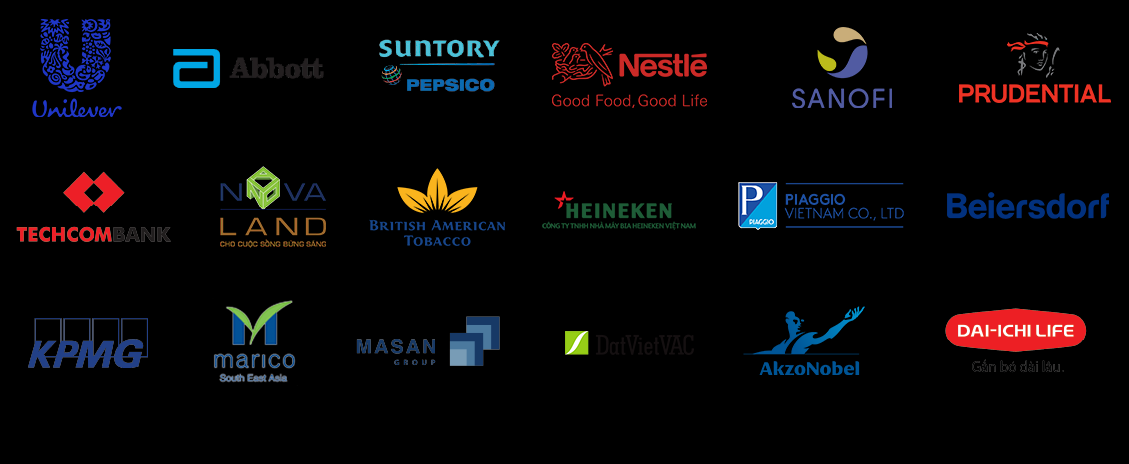 Unilever
Abbott
SUNTORY
PEPSICO
Nestlé
Good Food, Good Life
SANOFI
PRUDENTIAL
TECHCOMBANK
NOVA
LAND
CHO CUỘC SỐNG BỪNG SÁNG
BRITISH AMERICAN
TOBACCO
HEINEKEN
CÔNG TY TNHH NHÀ MÁY BIA HEINEKEN VIỆT NAM
P
PIAGGIO
PIAGGIO
VIETNAM CO., LTD
Beiersdorf
KPMG
marico
South East Asia
MASAN
GROUP
DatVietVAC
AkzoNobel
DAI-ICHI LIFE
Gắn bó dài lâu.